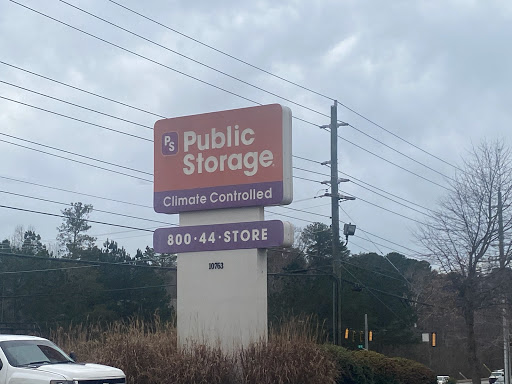 PS
Public
Storage
Climate Controlled
800·44·STORE
10763